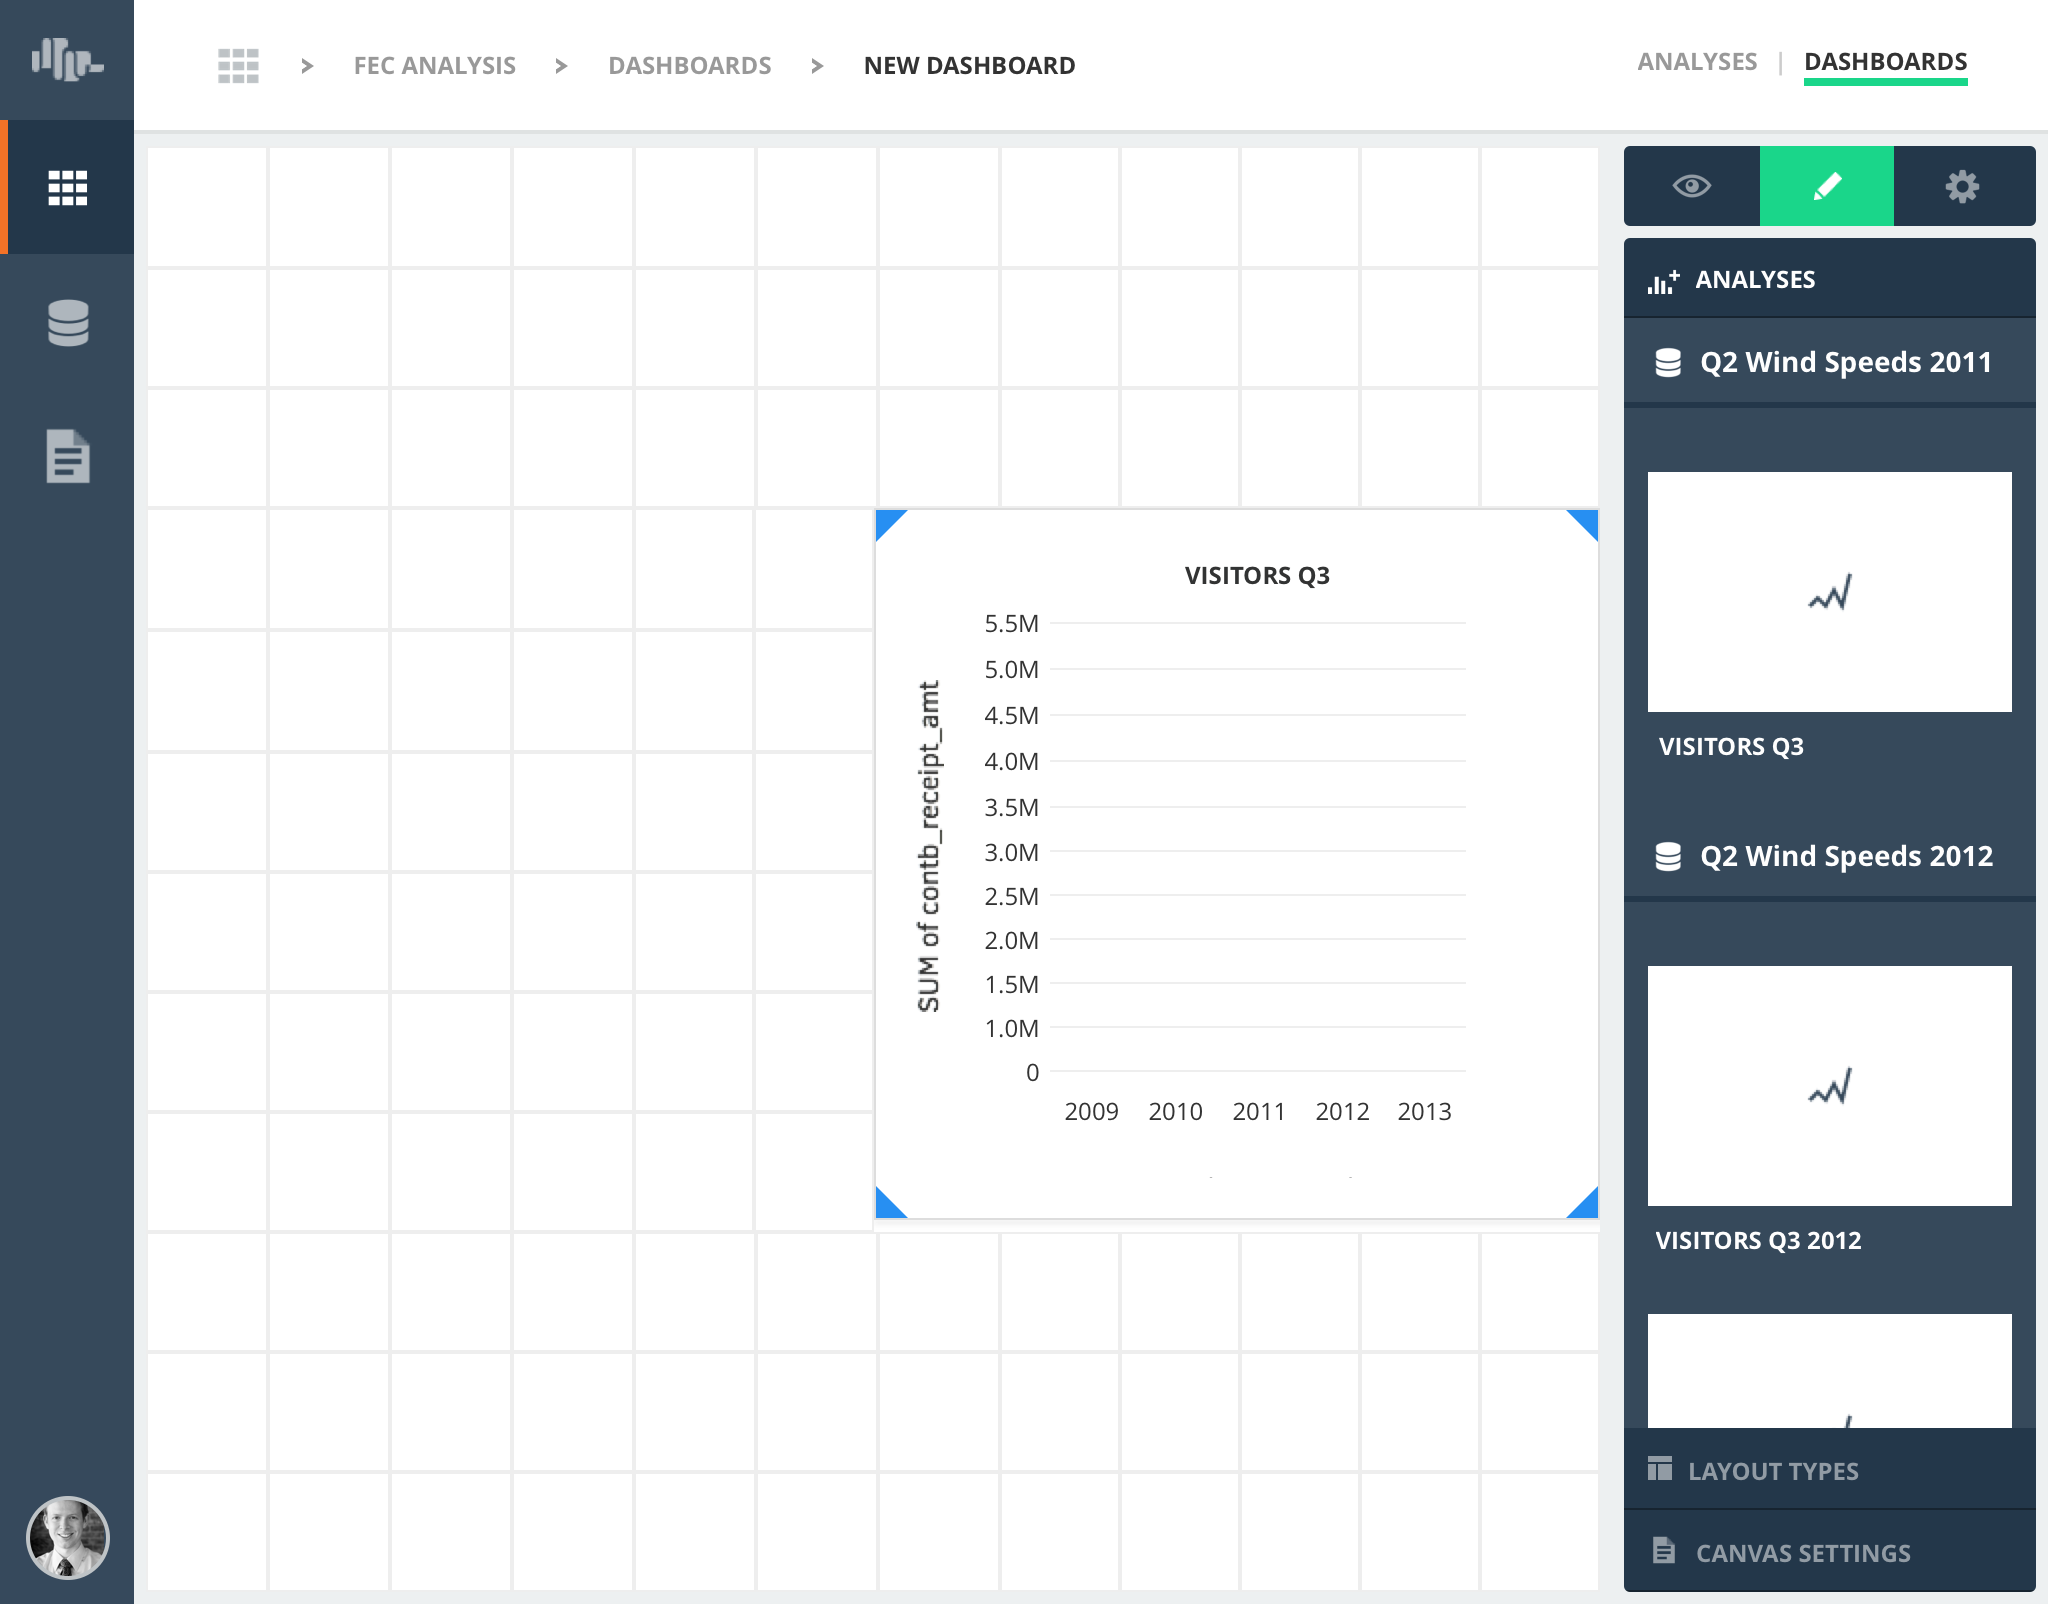 FEC ANALYSIS > DASHBOARDS > NEW DASHBOARD
ANALYSES | DASHBOARDS
VISITORS Q3
SUM of contb_receipt_amt
5.5M
5.0M
4.5M
4.0M
3.5M
3.0M
2.5M
2.0M
1.5M
1.0M
0
2009 2010 2011 2012 2013
ANALYSES
Q2 Wind Speeds 2011
VISITORS Q3
Q2 Wind Speeds 2012
VISITORS Q3 2012
LAYOUT TYPES
CANVAS SETTINGS